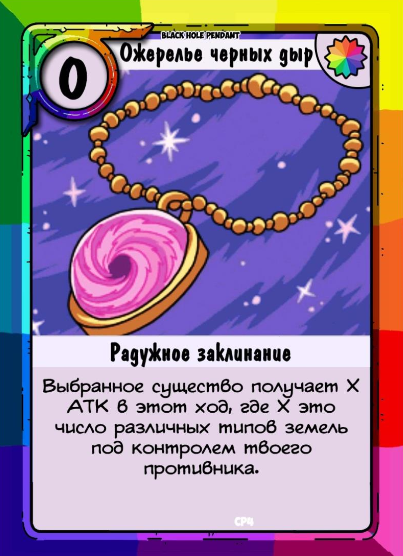 BLACK HOLE PENDANT
0
Ожерелье черных дыр
Радужное заклинание
Выбранное существо получает X
АТК в этот ход, где X это
число различных типов земель
под контролем твоего
противника.
CP4